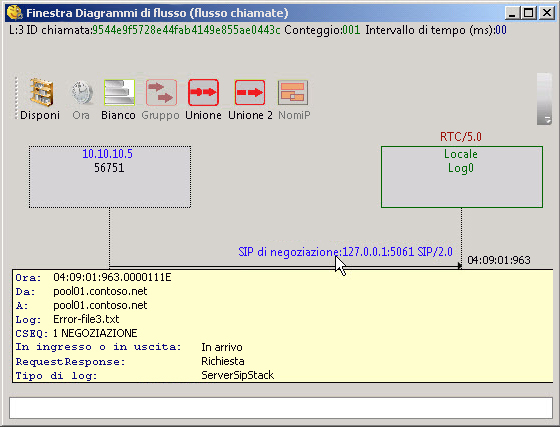 Finestra Diagrammi di flusso (flusso chiamate)
L:3 ID chiamata:9544e9f5728e44fab4149e855ae0443c Conteggio:001 Intervallo di tempo (ms):00
Disponi Ora Bianco Gruppo Unione Unione 2 NomiP
RTC/5.0
10.10.10.5 Locale
56751 Log0
SIP di negoziazione:127.0.0.1:5061 SIP/2.0
04:09:01:963
Ora: 04:09:01:963.0000111E
Da: pool01.contoso.net
A: pool01.contoso.net
Log: Error-file3.txt
CSEQ: 1 NEGOZIAZIONE
In ingresso o in uscita: In arrivo
RequestResponse: Richiesta
Tipo di log: ServerSipStack